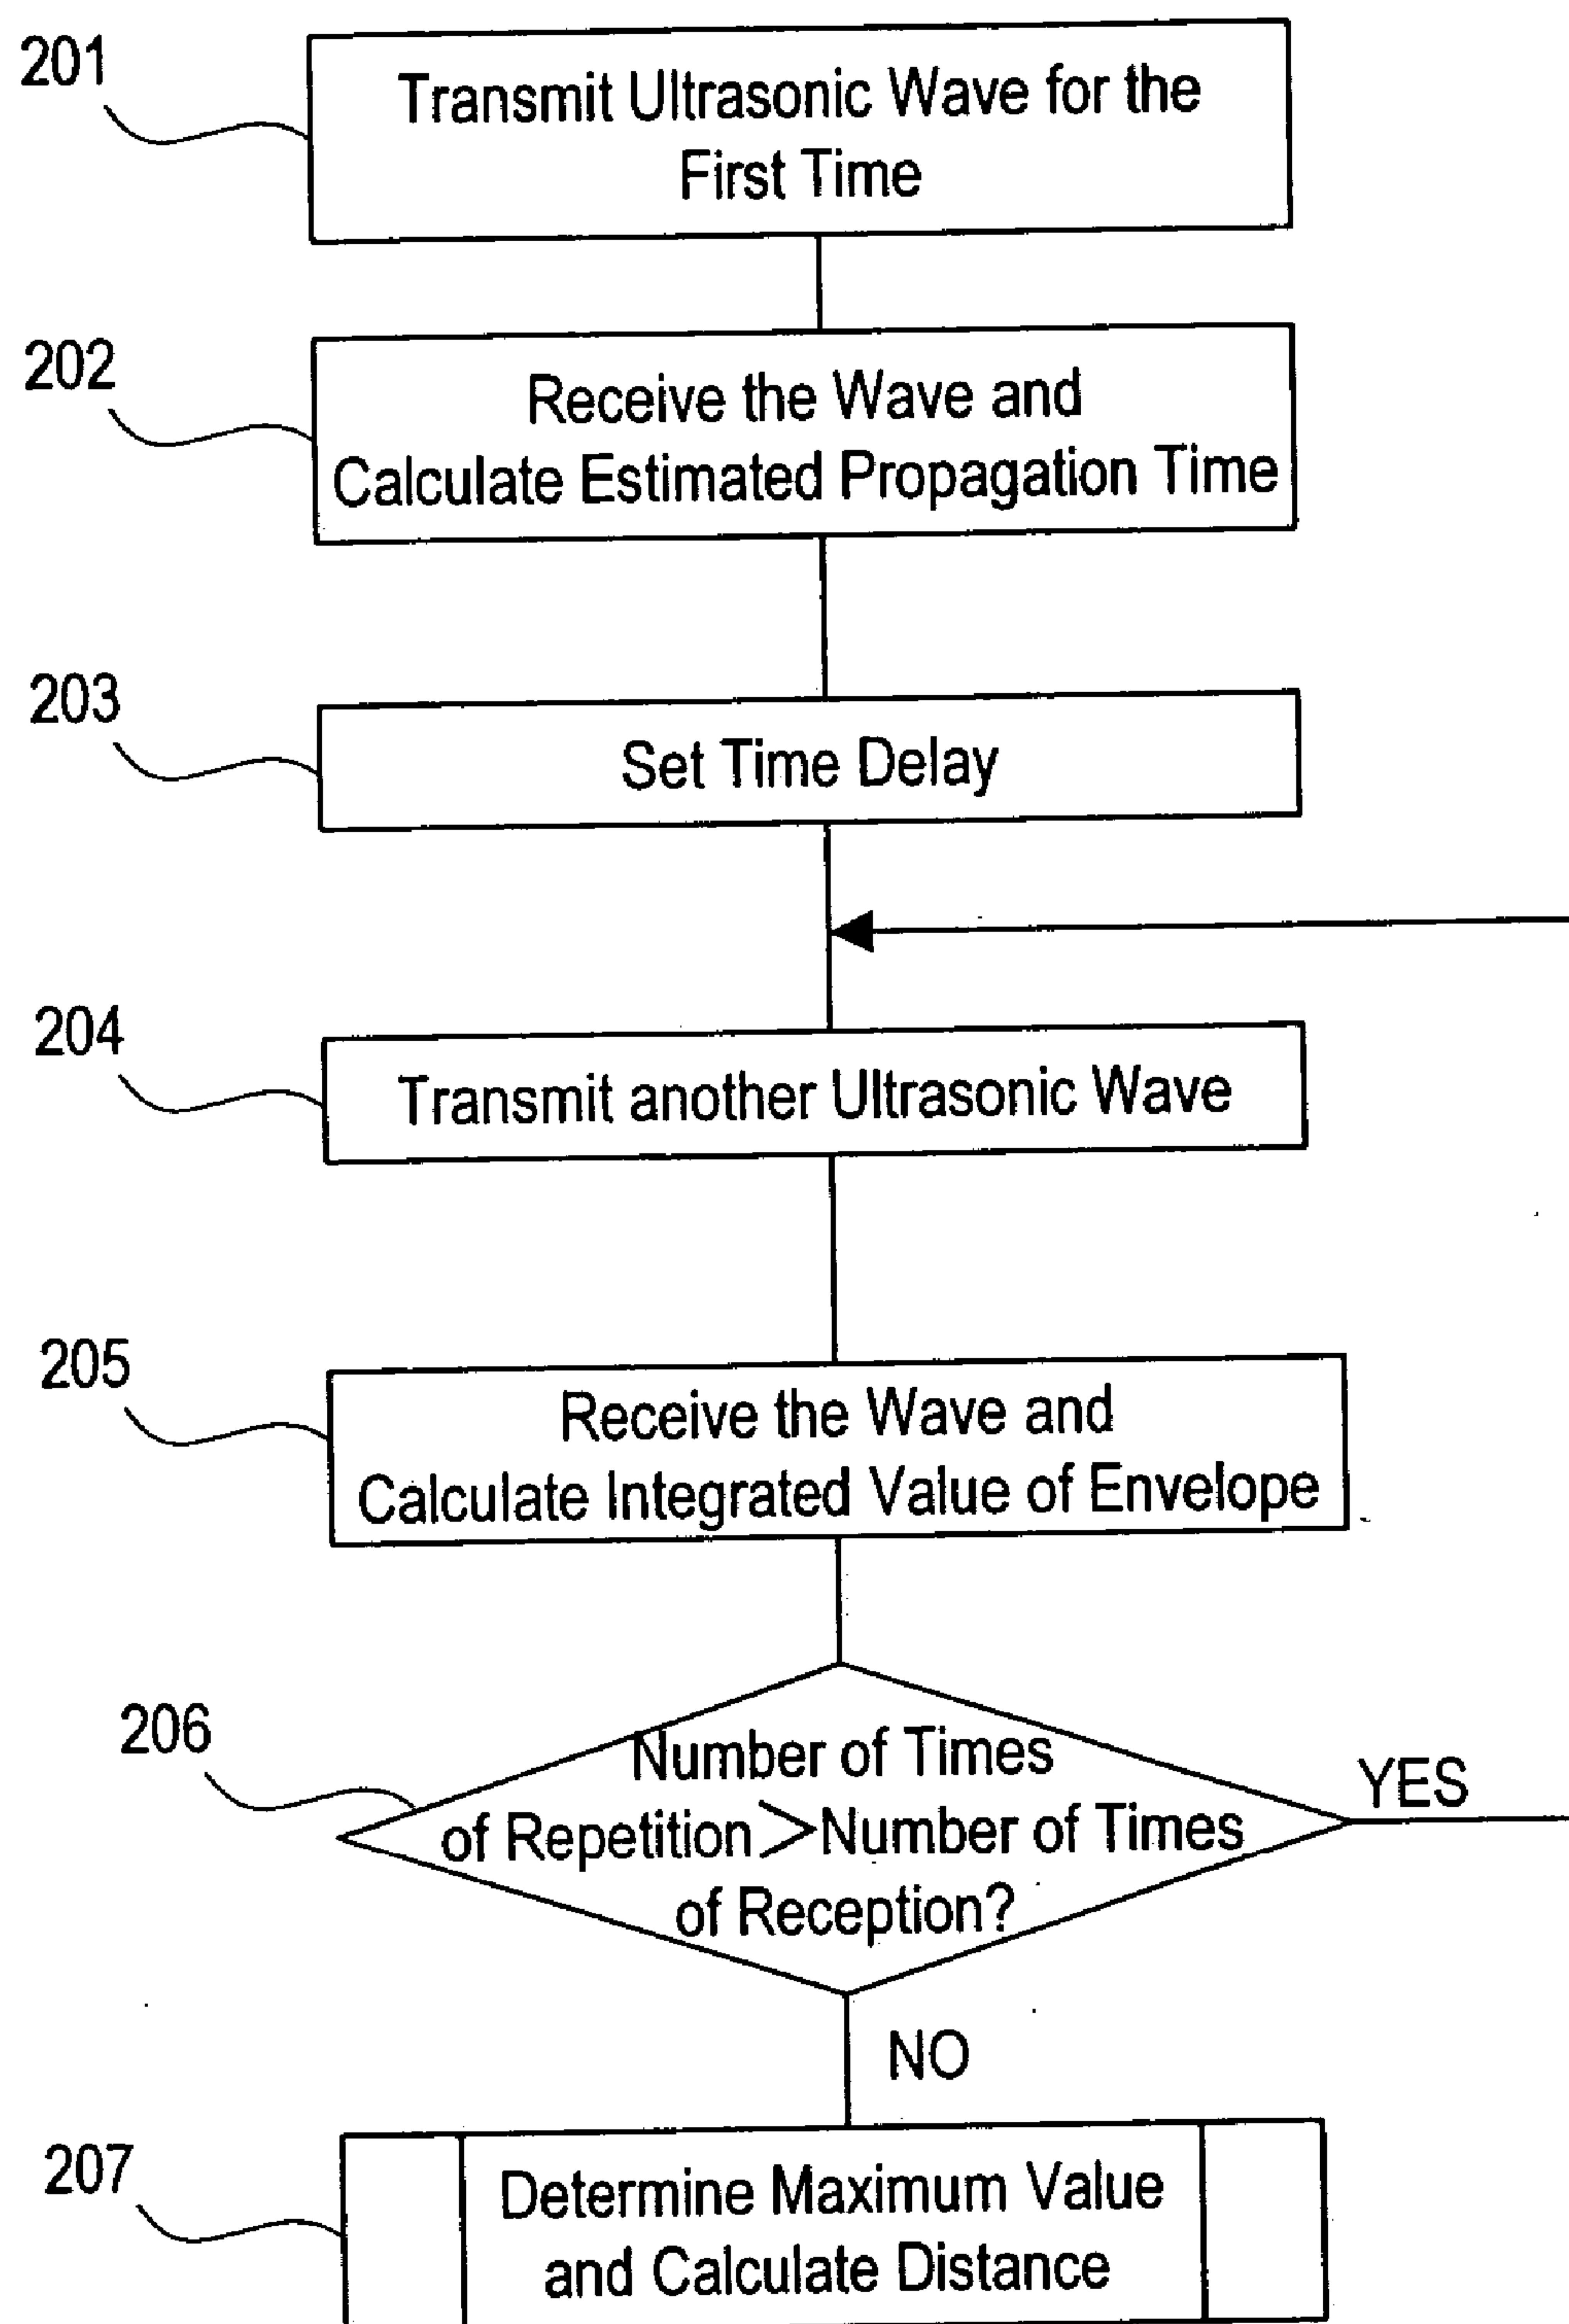 201
Transmit Ultrasonic Wave for the
First Time
202
Receive the Wave and
Calculate Estimated Propagation Time
203
Set Time Delay
204
Transmit another Ultrasonic Wave
205
Receive the Wave and
Calculate Integrated Value of Envelope
206
Number of Times
of Repetition>Number of Times
of Reception?
YES
NO
207
Determine Maximum Value
and Calculate Distance